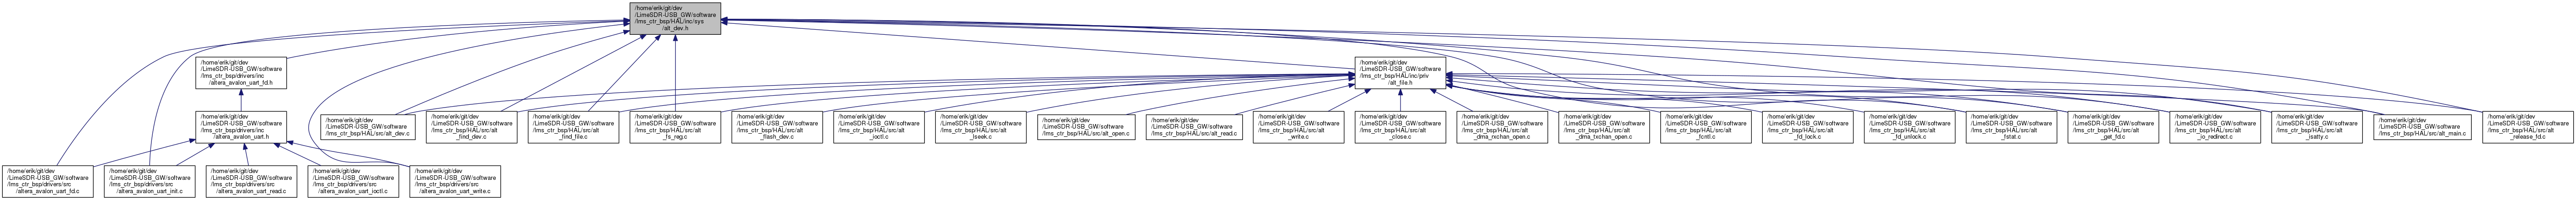 /home/erik/git/dev
/LimeSDR-USB_GW/software
/lms_ctr_bsp/HAL/inc/sys
/alt_dev.h
/home/erik/git/dev
/LimeSDR-USB_GW/software
/lms_ctr_bsp/drivers/inc
/altera_avalon_uart_fd.h
/home/erik/git/dev
/LimeSDR-USB_GW/software
/lms_ctr_bsp/HAL/inc/priv
/alt_file.h
/home/erik/git/dev
/LimeSDR-USB_GW/software
/lms_ctr_bsp/drivers/inc
/altera_avalon_uart.h
/home/erik/git/dev
/LimeSDR-USB_GW/software
/lms_ctr_bsp/HAL/src/alt_dev.c
/home/erik/git/dev
/LimeSDR-USB_GW/software
/lms_ctr_bsp/HAL/src/alt
_find_dev.c
/home/erik/git/dev
/LimeSDR-USB_GW/software
/lms_ctr_bsp/HAL/src/alt
_find_file.c
/home/erik/git/dev
/LimeSDR-USB_GW/software
/lms_ctr_bsp/HAL/src/alt
_fs_reg.c
/home/erik/git/dev
/LimeSDR-USB_GW/software
/lms_ctr_bsp/HAL/src/alt
_flash_dev.c
/home/erik/git/dev
/LimeSDR-USB_GW/software
/lms_ctr_bsp/HAL/src/alt
_ioctl.c
/home/erik/git/dev
/LimeSDR-USB_GW/software
/lms_ctr_bsp/HAL/src/alt
_lseek.c
/home/erik/git/dev
/LimeSDR-USB_GW/software
/lms_ctr_bsp/HAL/src/alt_open.c
/home/erik/git/dev
/LimeSDR-USB_GW/software
/lms_ctr_bsp/HAL/src/alt_read.c
/home/erik/git/dev
/LimeSDR-USB_GW/software
/lms_ctr_bsp/HAL/src/alt
_write.c
/home/erik/git/dev
/LimeSDR-USB_GW/software
/lms_ctr_bsp/HAL/src/alt
_close.c
/home/erik/git/dev
/LimeSDR-USB_GW/software
/lms_ctr_bsp/HAL/src/alt
_dma_rxchan_open.c
/home/erik/git/dev
/LimeSDR-USB_GW/software
/lms_ctr_bsp/HAL/src/alt
_dma_txchan_open.c
/home/erik/git/dev
/LimeSDR-USB_GW/software
/lms_ctr_bsp/HAL/src/alt
_fcntl.c
/home/erik/git/dev
/LimeSDR-USB_GW/software
/lms_ctr_bsp/HAL/src/alt
_fd_lock.c
/home/erik/git/dev
/LimeSDR-USB_GW/software
/lms_ctr_bsp/HAL/src/alt
_fd_unlock.c
/home/erik/git/dev
/LimeSDR-USB_GW/software
/lms_ctr_bsp/HAL/src/alt
_fstat.c
/home/erik/git/dev
/LimeSDR-USB_GW/software
/lms_ctr_bsp/HAL/src/alt
_get_fd.c
/home/erik/git/dev
/LimeSDR-USB_GW/software
/lms_ctr_bsp/HAL/src/alt
_io_redirect.c
/home/erik/git/dev
/LimeSDR-USB_GW/software
/lms_ctr_bsp/HAL/src/alt
_isatty.c
/home/erik/git/dev
/LimeSDR-USB_GW/software
/lms_ctr_bsp/HAL/src/alt_main.c
/home/erik/git/dev
/LimeSDR-USB_GW/software
/lms_ctr_bsp/HAL/src/alt
_release_fd.c
/home/erik/git/dev
/LimeSDR-USB_GW/software
/lms_ctr_bsp/drivers/src
/altera_avalon_uart_fd.c
/home/erik/git/dev
/LimeSDR-USB_GW/software
/lms_ctr_bsp/drivers/src
/altera_avalon_uart_init.c
/home/erik/git/dev
/LimeSDR-USB_GW/software
/lms_ctr_bsp/drivers/src
/altera_avalon_uart_read.c
/home/erik/git/dev
/LimeSDR-USB_GW/software
/lms_ctr_bsp/drivers/src
/altera_avalon_uart_ioctl.c
/home/erik/git/dev
/LimeSDR-USB_GW/software
/lms_ctr_bsp/drivers/src
/altera_avalon_uart_write.c